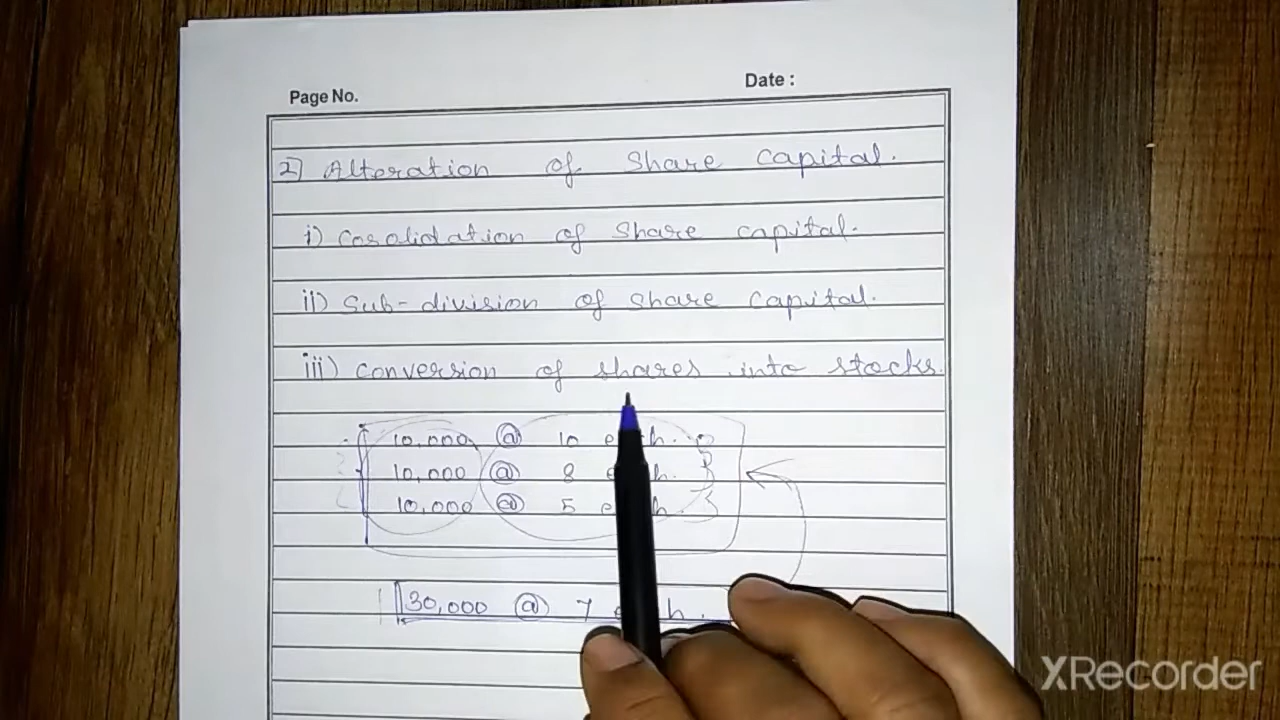 Page No.
Date :
2] Alteration of Share capital.
i) Cosolidation of Share capital.
ii) Sub-division of Share capital.
iii) Conversion of shares into stocks.
10,000 @ 10
10,000 @ 8
10,000 @ 5
30,000 @ 7
XRecorder